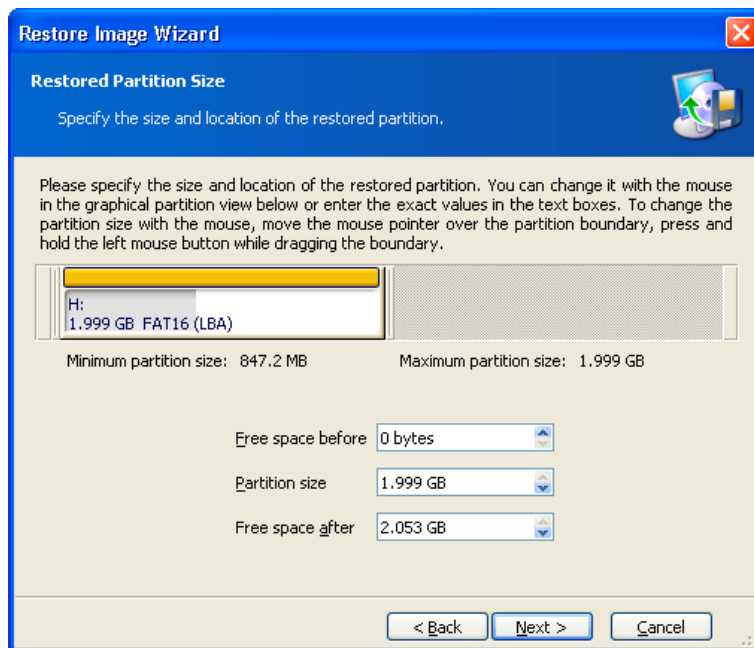 Restore Image Wizard
Restored Partition Size
Specify the size and location of the restored partition.
Please specify the size and location of the restored partition. You can change it with the mouse
in the graphical partition view below or enter the exact values in the text boxes. To change the
partition size with the mouse, move the mouse pointer over the partition boundary, press and
hold the left mouse button while dragging the boundary.
H:
1.999 GB FAT16 (LBA)
Minimum partition size: 847.2 MB Maximum partition size: 1.999 GB
Free space before 0 bytes
Partition size 1.999 GB
Free space after 2.053 GB
< Back Next > Cancel